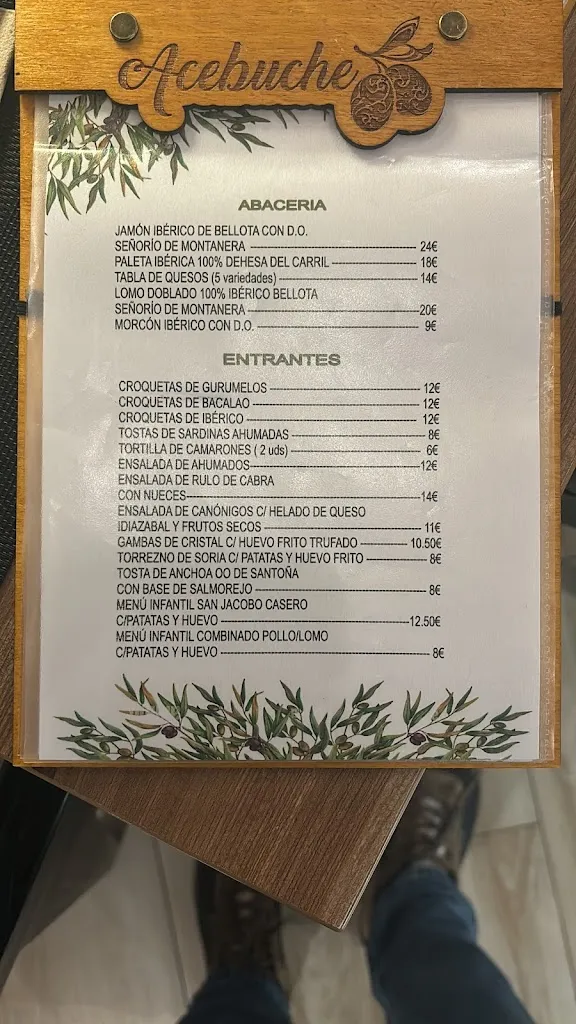 Acebuche
ABACERIA
JAMÓN IBÉRICO DE BELLOTA CON D.O.
SEÑORÍO DE MONTANERA 24€
PALETA IBÉRICA 100% DEHESA DEL CARRIL 18€
TABLA DE QUESOS (5 variedades) 14€
LOMO DOBLADO 100% IBÉRICO BELLOTA
SEÑORÍO DE MONTANERA 20€
MORCÓN IBÉRICO CON D.O. 9€
ENTRANTES
CROQUETAS DE GURUMELOS 12€
CROQUETAS DE BACALAO 12€
CROQUETAS DE IBÉRICO 12€
TOSTAS DE SARDINAS AHUMADAS 8€
TORTILLA DE CAMARONES ( 2 uds) 6€
ENSALADA DE AHUMADOS 12€
ENSALADA DE RULO DE CABRA
CON NUECES 14€
ENSALADA DE CANÓNIGOS C/ HELADO DE QUESO
IDIAZABAL Y FRUTOS SECOS 11€
GAMBAS DE CRISTAL C/ HUEVO FRITO TRUFADO 10.50€
TORREZNO DE SORIA C/ PATATAS Y HUEVO FRITO 8€
TOSTA DE ANCHOA OO DE SANTOÑA
CON BASE DE SALMOREJO 8€
MENÚ INFANTIL SAN JACOBO CASERO
C/PATATAS Y HUEVO 12.50€
MENÚ INFANTIL COMBINADO POLLO/LOMO
C/PATATAS Y HUEVO 8€